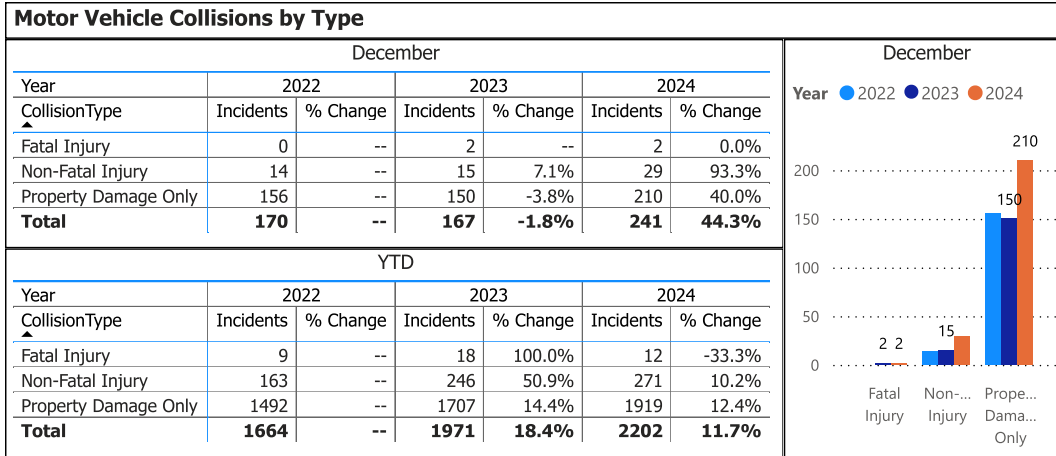 Motor Vehicle Collisions by Type
December
Year 2022 2023 2024
CollisionType Incidents % Change Incidents % Change Incidents % Change
Fatal Injury 0 -- 2 -- 2 0.0%
Non-Fatal Injury 14 -- 15 7.1% 29 93.3%
Property Damage Only 156 -- 150 -3.8% 210 40.0%
Total 170 -- 167 -1.8% 241 44.3%
YTD
Year 2022 2023 2024
CollisionType Incidents % Change Incidents % Change Incidents % Change
Fatal Injury 9 -- 18 100.0% 12 -33.3%
Non-Fatal Injury 163 -- 246 50.9% 271 10.2%
Property Damage Only 1492 -- 1707 14.4% 1919 12.4%
Total 1664 -- 1971 18.4% 2202 11.7%
December
Year 2022 2023 2024
210
200
150
150
100
50
15
2 2
0
Fatal Non-... Prope...
Injury Injury Dama...
Only